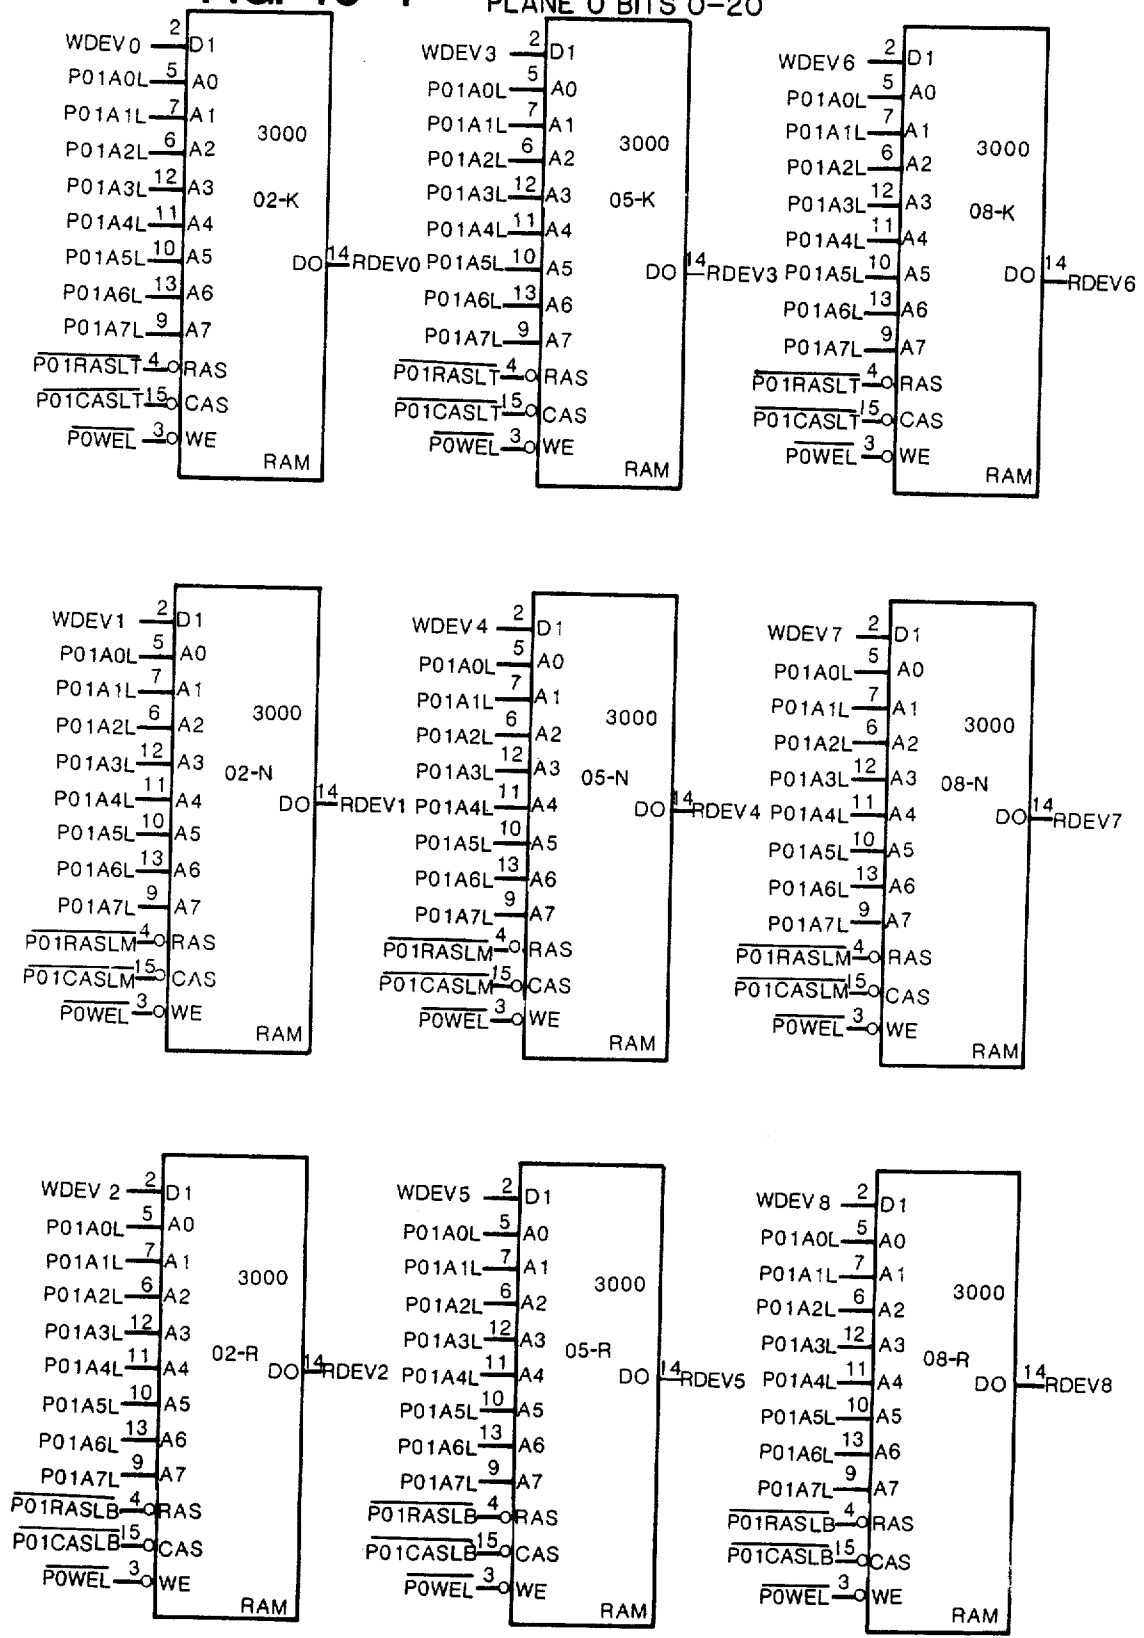 PLANE 0 BITS 0-20
WDEV0 2 D1
P01A0L 5 A0
P01A1L 7 A1
P01A2L 6 A2
P01A3L 12 A3
P01A4L 11 A4
P01A5L 10 A5
P01A6L 13 A6
P01A7L 9 A7
P01RASLT 4 RAS
P01CASLT 15 CAS
P0WEL 3 WE
3000
02-K
DO 14 RDEV0
RAM
WDEV3 2 D1
P01A0L 5 A0
P01A1L 7 A1
P01A2L 6 A2
P01A3L 12 A3
P01A4L 11 A4
P01A5L 10 A5
P01A6L 13 A6
P01A7L 9 A7
P01RASLT 4 RAS
P01CASLT 15 CAS
P0WEL 3 WE
3000
05-K
DO 14 RDEV3
RAM
WDEV6 2 D1
P01A0L 5 A0
P01A1L 7 A1
P01A2L 6 A2
P01A3L 12 A3
P01A4L 11 A4
P01A5L 10 A5
P01A6L 13 A6
P01A7L 9 A7
P01RASLT 4 RAS
P01CASLT 15 CAS
P0WEL 3 WE
3000
08-K
DO 14 RDEV6
RAM
WDEV1 2 D1
P01A0L 5 A0
P01A1L 7 A1
P01A2L 6 A2
P01A3L 12 A3
P01A4L 11 A4
P01A5L 10 A5
P01A6L 13 A6
P01A7L 9 A7
P01RASLM 4 RAS
P01CASLM 15 CAS
P0WEL 3 WE
3000
02-N
DO 14 RDEV1
RAM
WDEV4 2 D1
P01A0L 5 A0
P01A1L 7 A1
P01A2L 6 A2
P01A3L 12 A3
P01A4L 11 A4
P01A5L 10 A5
P01A6L 13 A6
P01A7L 9 A7
P01RASLM 4 RAS
P01CASLM 15 CAS
P0WEL 3 WE
3000
05-N
DO 14 RDEV4
RAM
WDEV7 2 D1
P01A0L 5 A0
P01A1L 7 A1
P01A2L 6 A2
P01A3L 12 A3
P01A4L 11 A4
P01A5L 10 A5
P01A6L 13 A6
P01A7L 9 A7
P01RASLM 4 RAS
P01CASLM 15 CAS
P0WEL 3 WE
3000
08-N
DO 14 RDEV7
RAM
WDEV 2 2 D1
P01A0L 5 A0
P01A1L 7 A1
P01A2L 6 A2
P01A3L 12 A3
P01A4L 11 A4
P01A5L 10 A5
P01A6L 13 A6
P01A7L 9 A7
P01RASLB 4 RAS
P01CASLB 15 CAS
P0WEL 3 WE
3000
02-R
DO 14 RDEV2
RAM
WDEV5 2 D1
P01A0L 5 A0
P01A1L 7 A1
P01A2L 6 A2
P01A3L 12 A3
P01A4L 11 A4
P01A5L 10 A5
P01A6L 13 A6
P01A7L 9 A7
P01RASLB 4 RAS
P01CASLB 15 CAS
P0WEL 3 WE
3000
05-R
DO 14 RDEV5
RAM
WDEV8 2 D1
P01A0L 5 A0
P01A1L 7 A1
P01A2L 6 A2
P01A3L 12 A3
P01A4L 11 A4
P01A5L 10 A5
P01A6L 13 A6
P01A7L 9 A7
P01RASLB 4 RAS
P01CASLB 15 CAS
P0WEL 3 WE
3000
08-R
DO 14 RDEV8
RAM